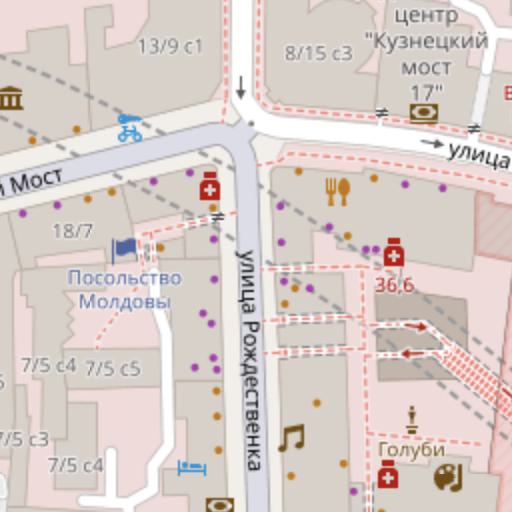 центр
"Кузнецкий
мост
17"
13/9 с1
8/15 с3
улица
й Мост
18/7
Посольство
Молдовы
36,6
улица Рождественка
7/5 с4
7/5 с5
7/5 с3
7/5 с4
Голуби